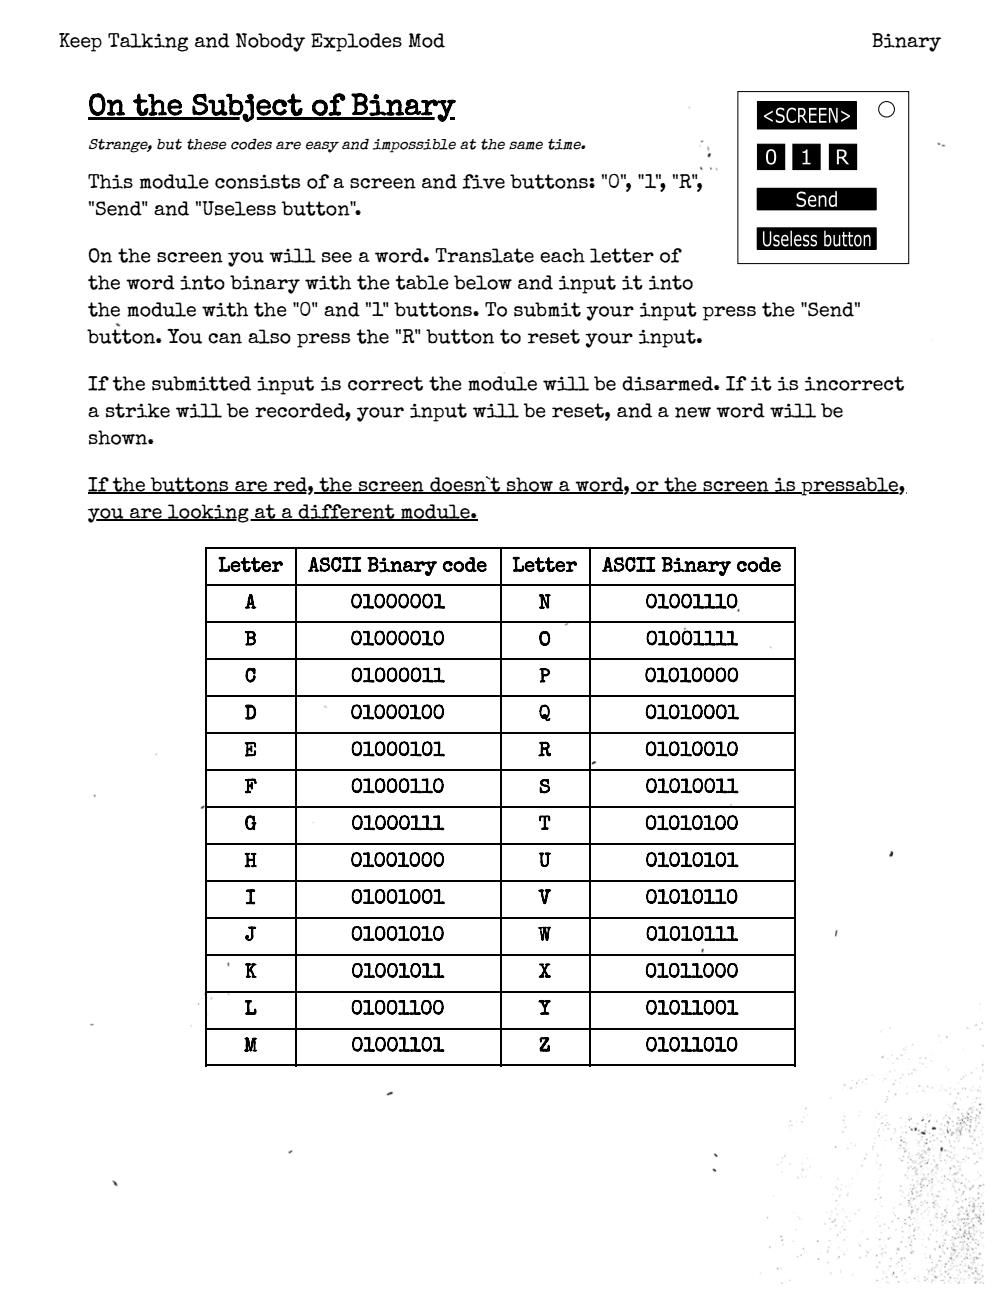 Keep Talking and Nobody Explodes Mod
Binary
On the Subject of Binary
Strange, but these codes are easy and impossible at the same time.
This module consists of a screen and five buttons: "0", "1", "R",
"Send" and "Useless button".
<SCREEN>
0 1 R
Send
Useless button
On the screen you will see a word. Translate each letter of
the word into binary with the table below and input it into
the module with the "0" and "1" buttons. To submit your input press the "Send"
button. You can also press the "R" button to reset your input.
If the submitted input is correct the module will be disarmed. If it is incorrect
a strike will be recorded, your input will be reset, and a new word will be
shown.
If the buttons are red, the screen doesn't show a word, or the screen is pressable,
you are looking at a different module.
Letter ASCII Binary code Letter ASCII Binary code
A 01000001 N 01001110
B 01000010 O 01001111
C 01000011 P 01010000
D 01000100 Q 01010001
E 01000101 R 01010010
F 01000110 S 01010011
G 01000111 T 01010100
H 01001000 U 01010101
I 01001001 V 01010110
J 01001010 W 01010111
K 01001011 X 01011000
L 01001100 Y 01011001
M 01001101 Z 01011010